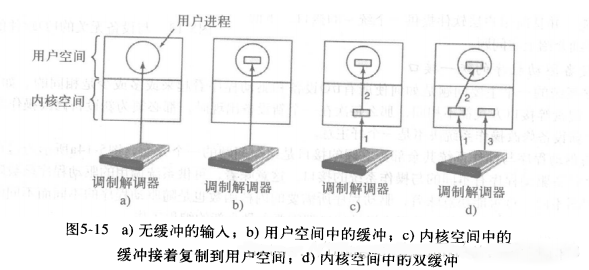 用户进程
用户空间
内核空间
2
2
1
1
3
调制解调器
调制解调器
调制解调器
调制解调器
a)
b)
c)
d)
图5-15 a) 无缓冲的输入；b) 用户空间中的缓冲；c) 内核空间中的
缓冲接着复制到用户空间；d) 内核空间中的双缓冲